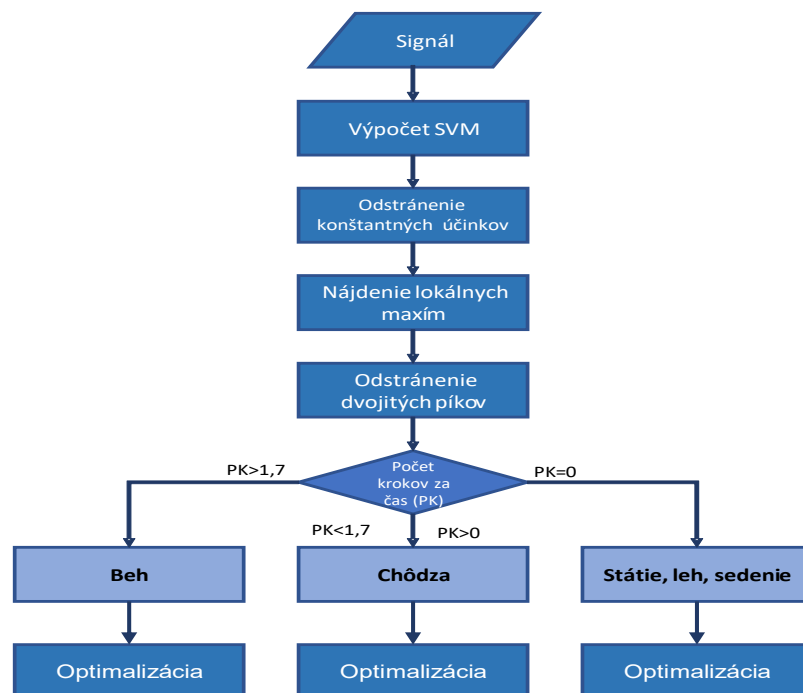 Signál
Výpočet SVM
Odstránenie
konštantných účinkov
Nájdenie lokálnych
maxím
Odstránenie
dvojitých píkov
PK>1,7
Počet
krokov za
čas (PK)
PK=0
PK<1,7
PK>0
Beh
Chôdza
Státie, leh, sedenie
Optimalizácia
Optimalizácia
Optimalizácia